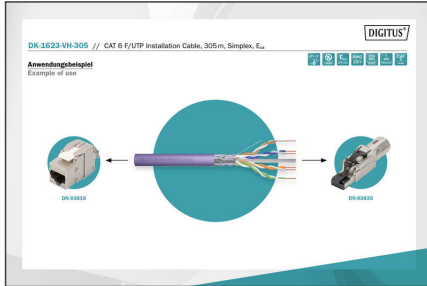 DIGITUS®
DK-1623-VH-305 // CAT 6 F/UTP Installation Cable, 305 m, Simplex, Eca
Anwendungsbeispiel
Example of use
DN-93616
DN-93635